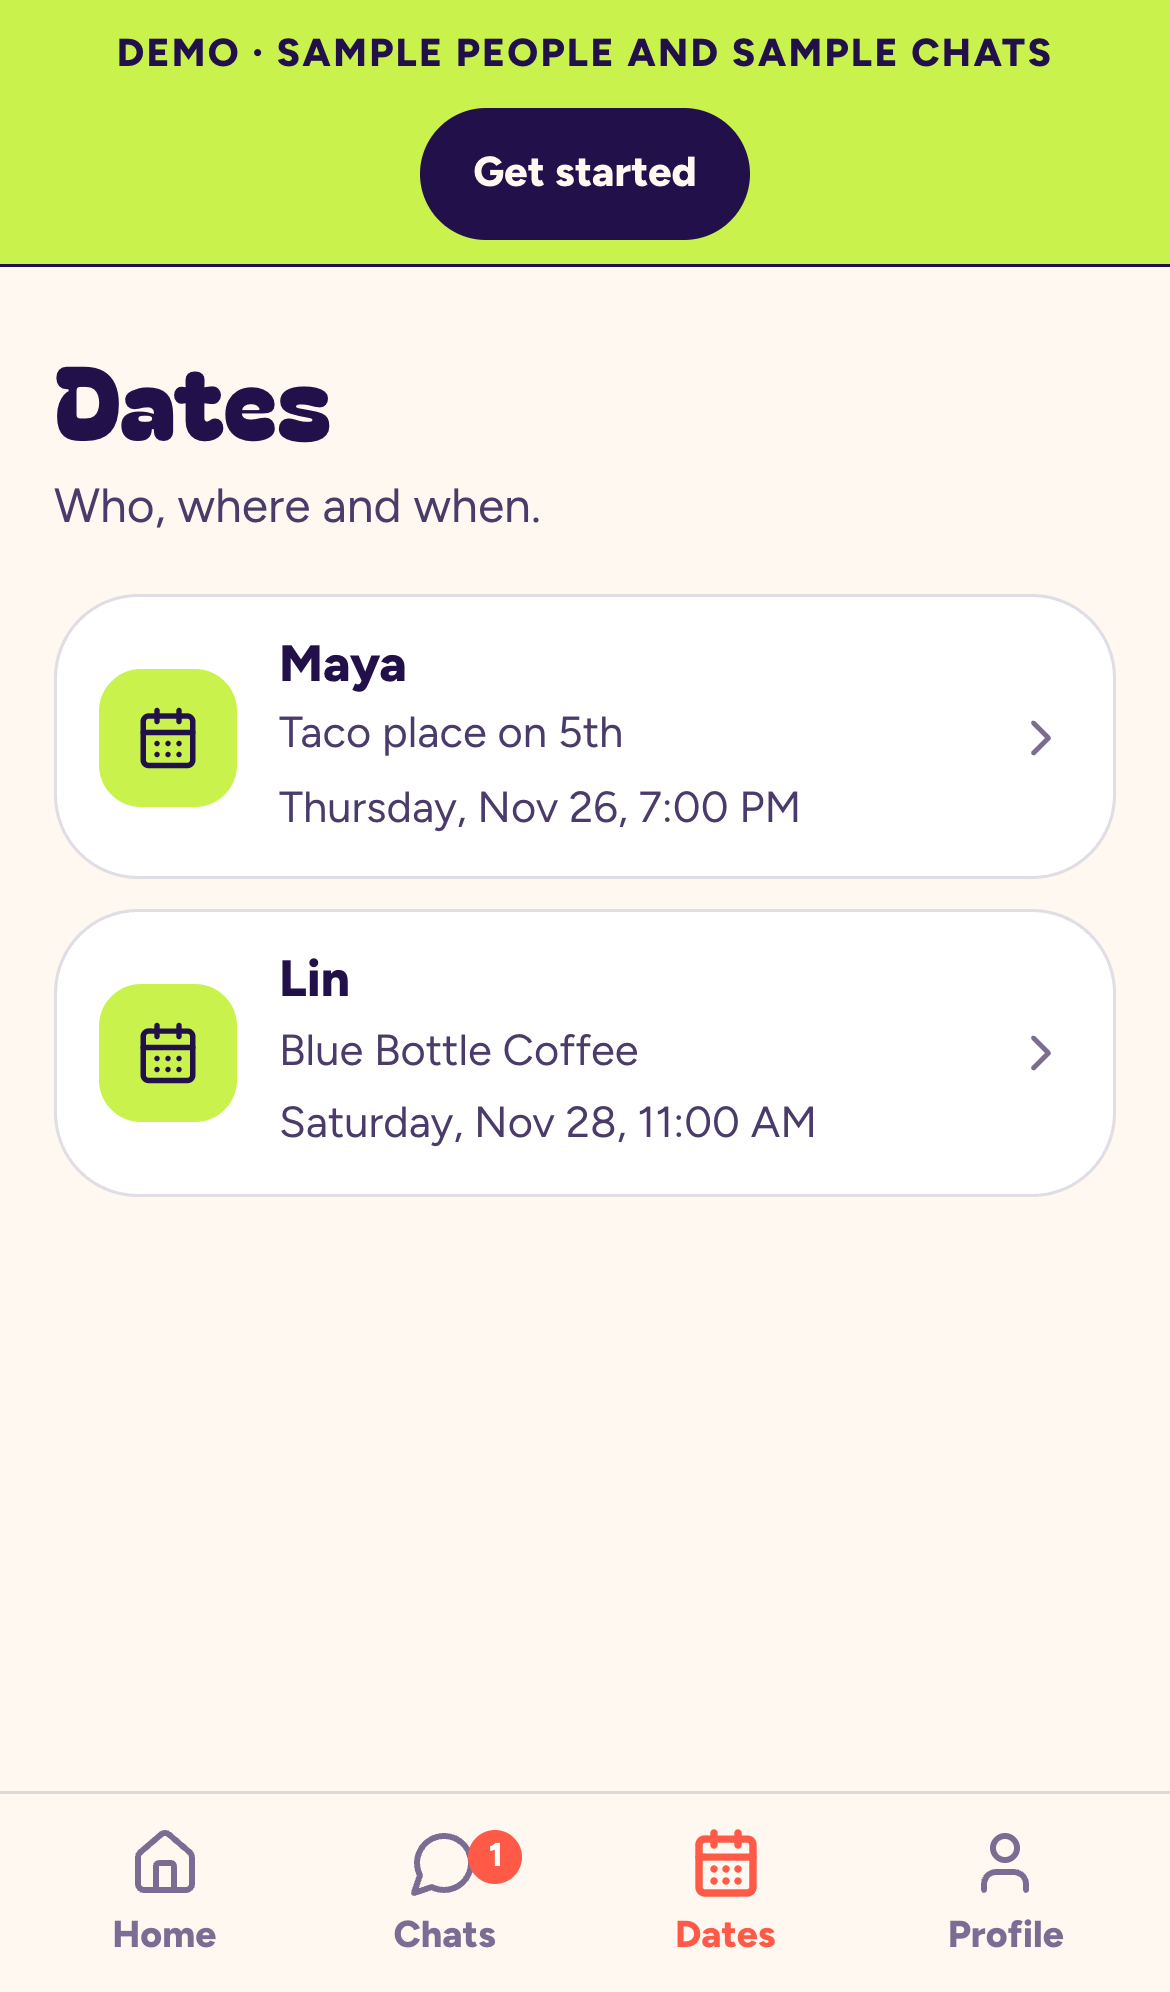 DEMO · SAMPLE PEOPLE AND SAMPLE CHATS
Get started
Dates
Who, where and when.
Maya
Taco place on 5th
Thursday, Nov 26, 7:00 PM
Lin
Blue Bottle Coffee
Saturday, Nov 28, 11:00 AM
1
Home
Chats
Dates
Profile